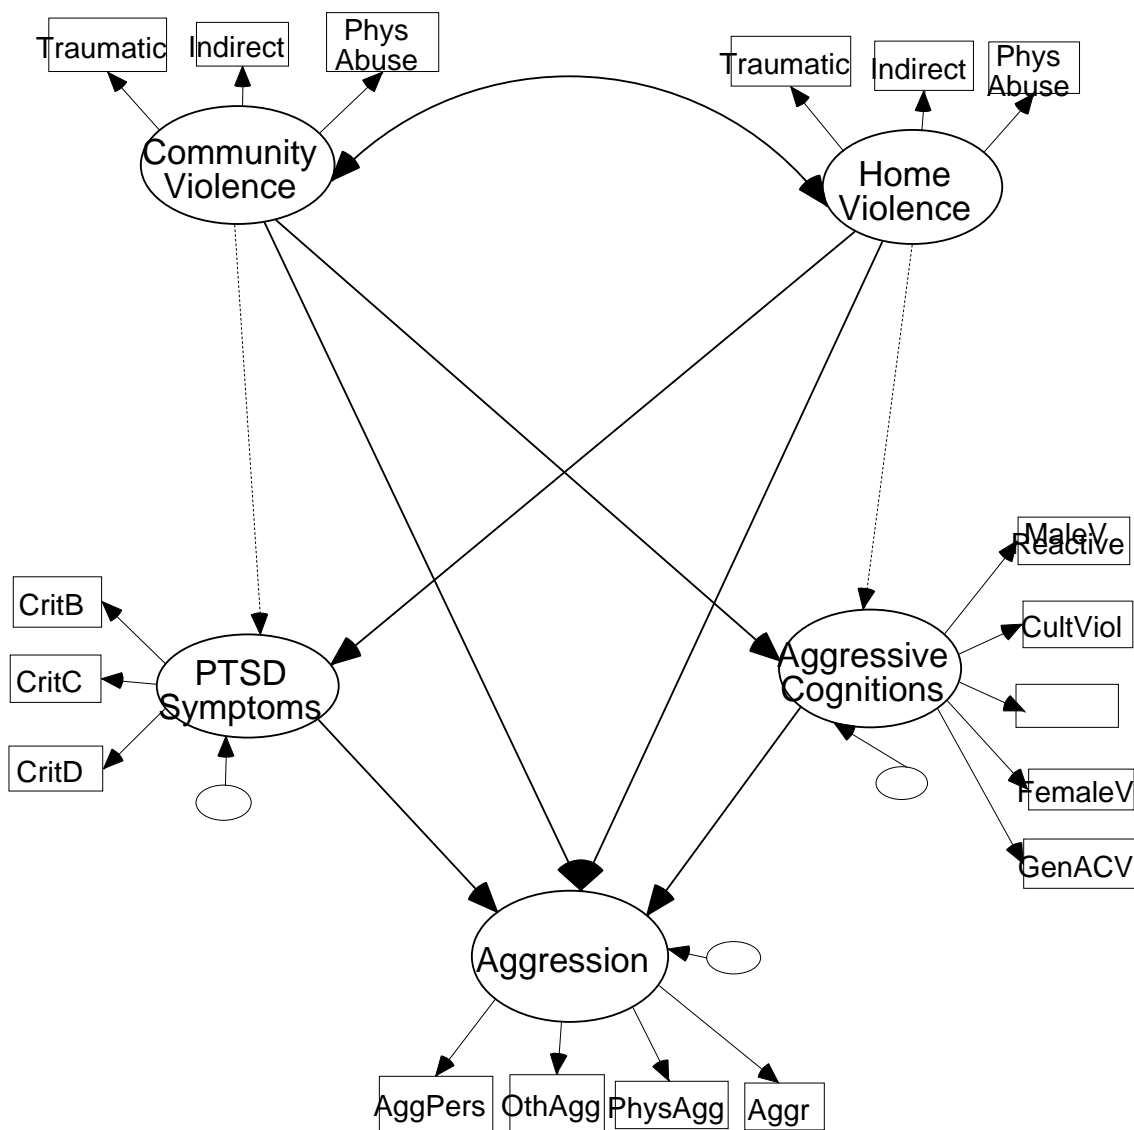 Traumatic
Indirect
Phys
Abuse
Traumatic
Indirect
Phys
Abuse
Community
Violence
Home
Violence
MaleV
Reactive
CritB
CultViol
CritC
PTSD
Symptoms
Aggressive
Cognitions
CritD
FemaleV
GenACV
Aggression
AggPers
OthAgg
PhysAgg
Aggr